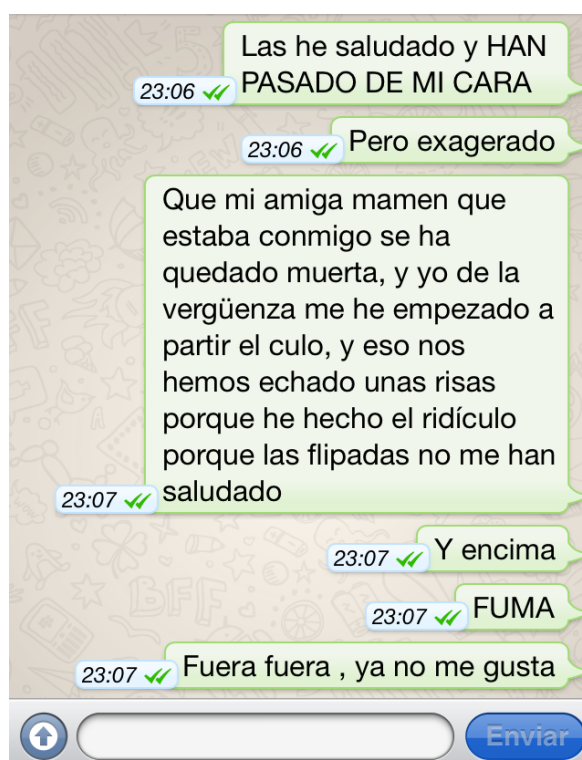 Las he saludado y HAN
23:06 PASADO DE MI CARA
23:06 Pero exagerado
Que mi amiga mamen que
estaba conmigo se ha
quedado muerta, y yo de la
vergüenza me he empezado a
partir el culo, y eso nos
hemos echado unas risas
porque he hecho el ridículo
porque las flipadas no me han
23:07 saludado
23:07 Y encima
23:07 FUMA
23:07 Fuera fuera , ya no me gusta
Enviar